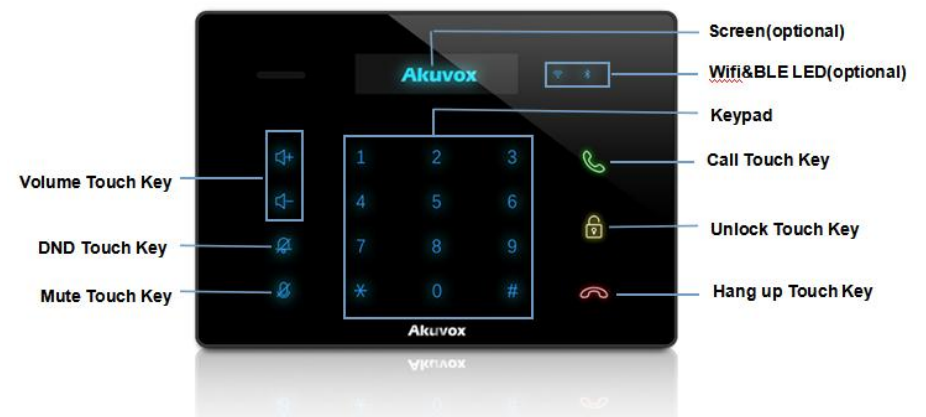 Screen(optional)
Akuvox
Wifi&BLE LED(optional)
Keypad
1 2 3
Call Touch Key
Volume Touch Key
4 5 6
Unlock Touch Key
DND Touch Key
7 8 9
Mute Touch Key
* 0 #
Hang up Touch Key
Akuvox